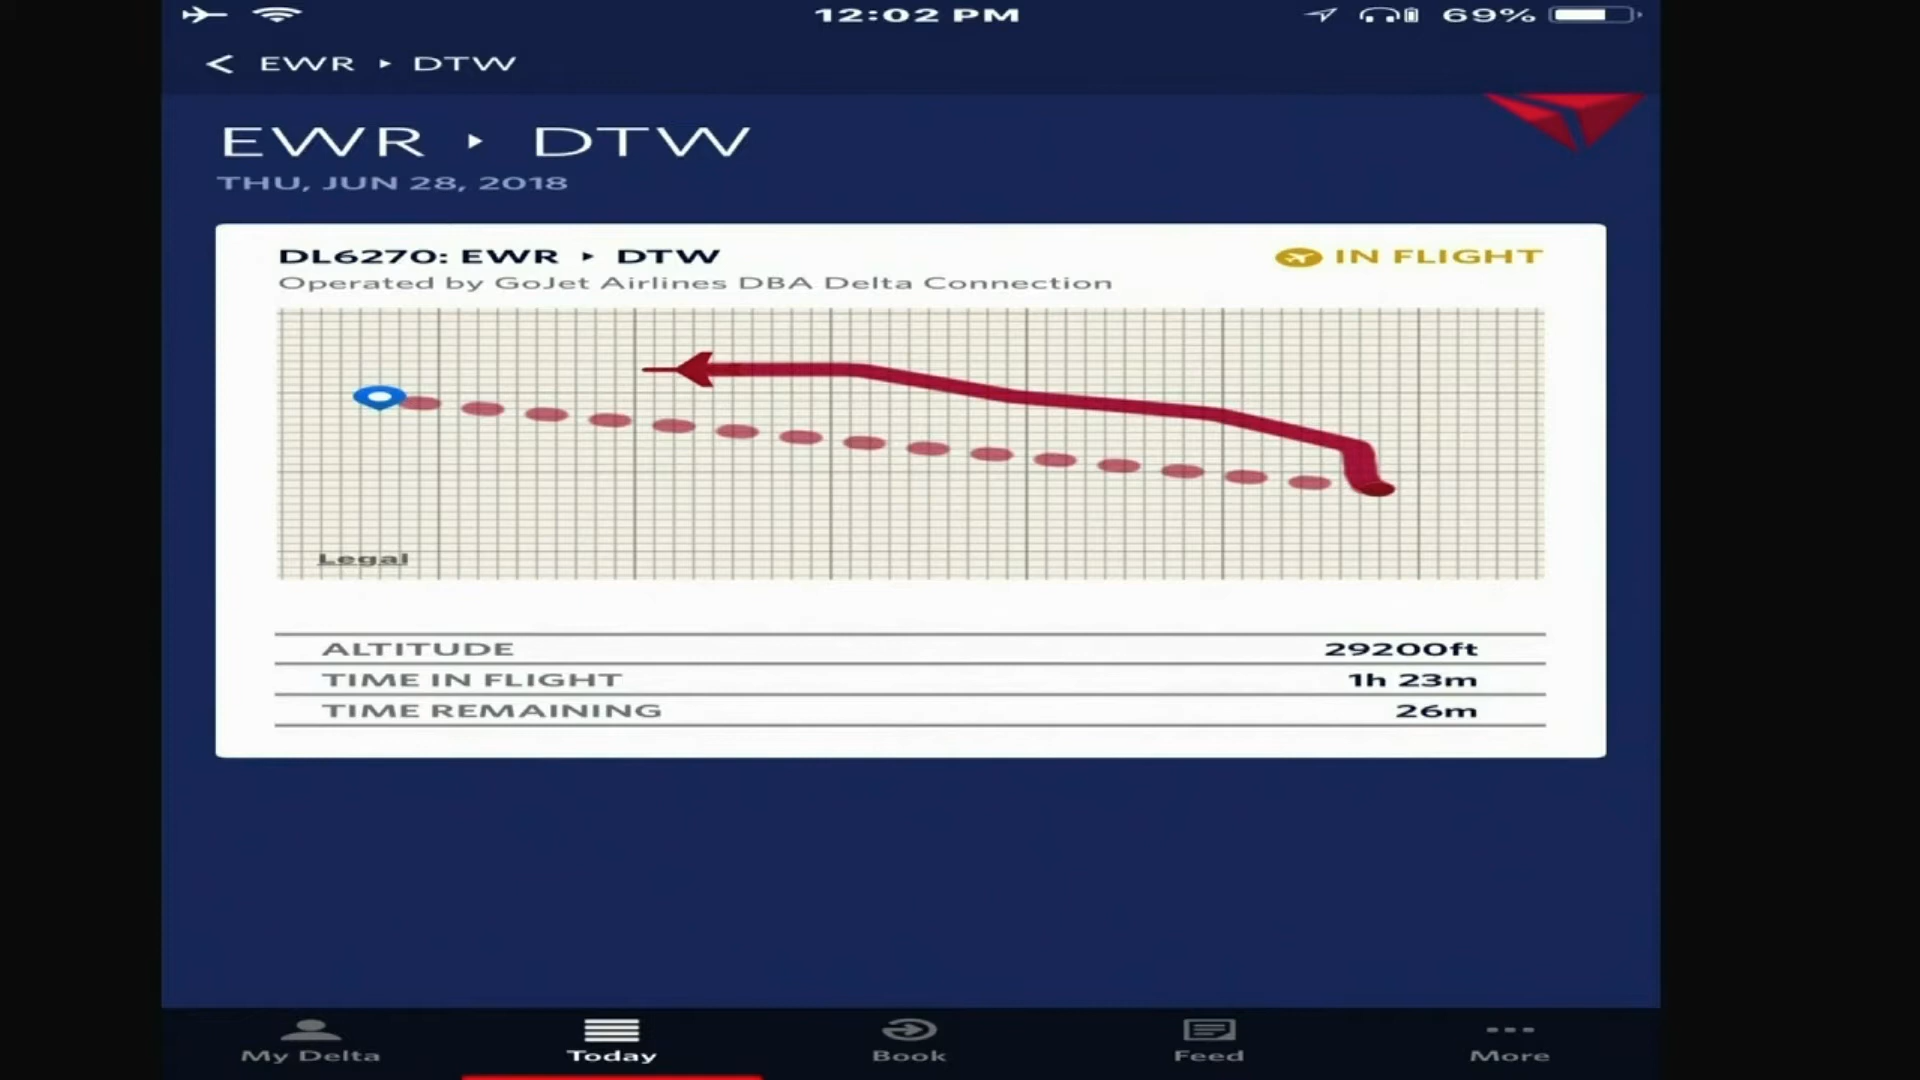 12:02 PM 69%
EWR ▸ DTW
EWR ▸ DTW
THU, JUN 28, 2018
DL6270: EWR ▸ DTW IN FLIGHT
Operated by GoJet Airlines DBA Delta Connection
Legal
ALTITUDE 29200ft
TIME IN FLIGHT 1h 23m
TIME REMAINING 26m
My Delta Today Book Feed More